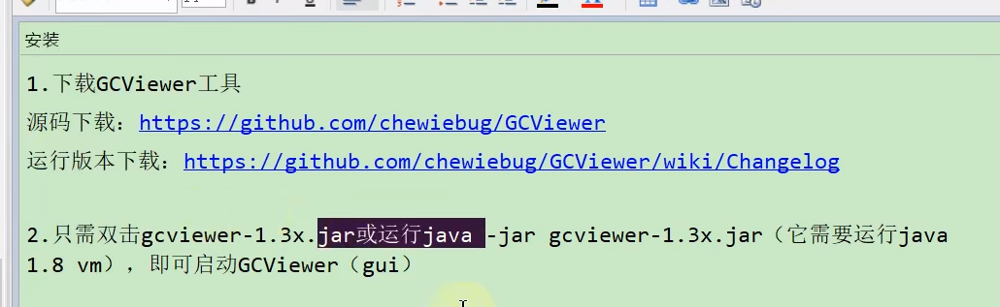 安装
1.下载GCViewer工具
源码下载：https://github.com/chewiebug/GCViewer
运行版本下载：https://github.com/chewiebug/GCViewer/wiki/Changelog
2.只需双击gcviewer-1.3x.jar或运行java -jar gcviewer-1.3x.jar（它需要运行java
1.8 vm），即可启动GCViewer（gui）